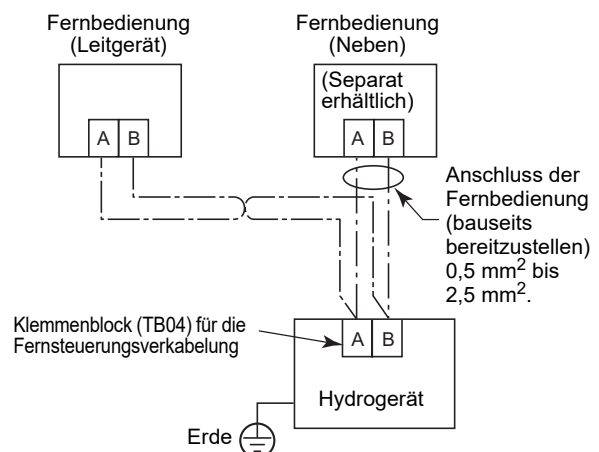 Fernbedienung
(Leitgerät)
Fernbedienung
(Neben)
(Separat
erhältlich)
A B
A B
Anschluss der
Fernbedienung
(bauseits
bereitzustellen)
0,5 mm² bis
2,5 mm².
Klemmenblock (TB04) für die
Fernsteuerungsverkabelung
A B
Hydrogerät
Erde